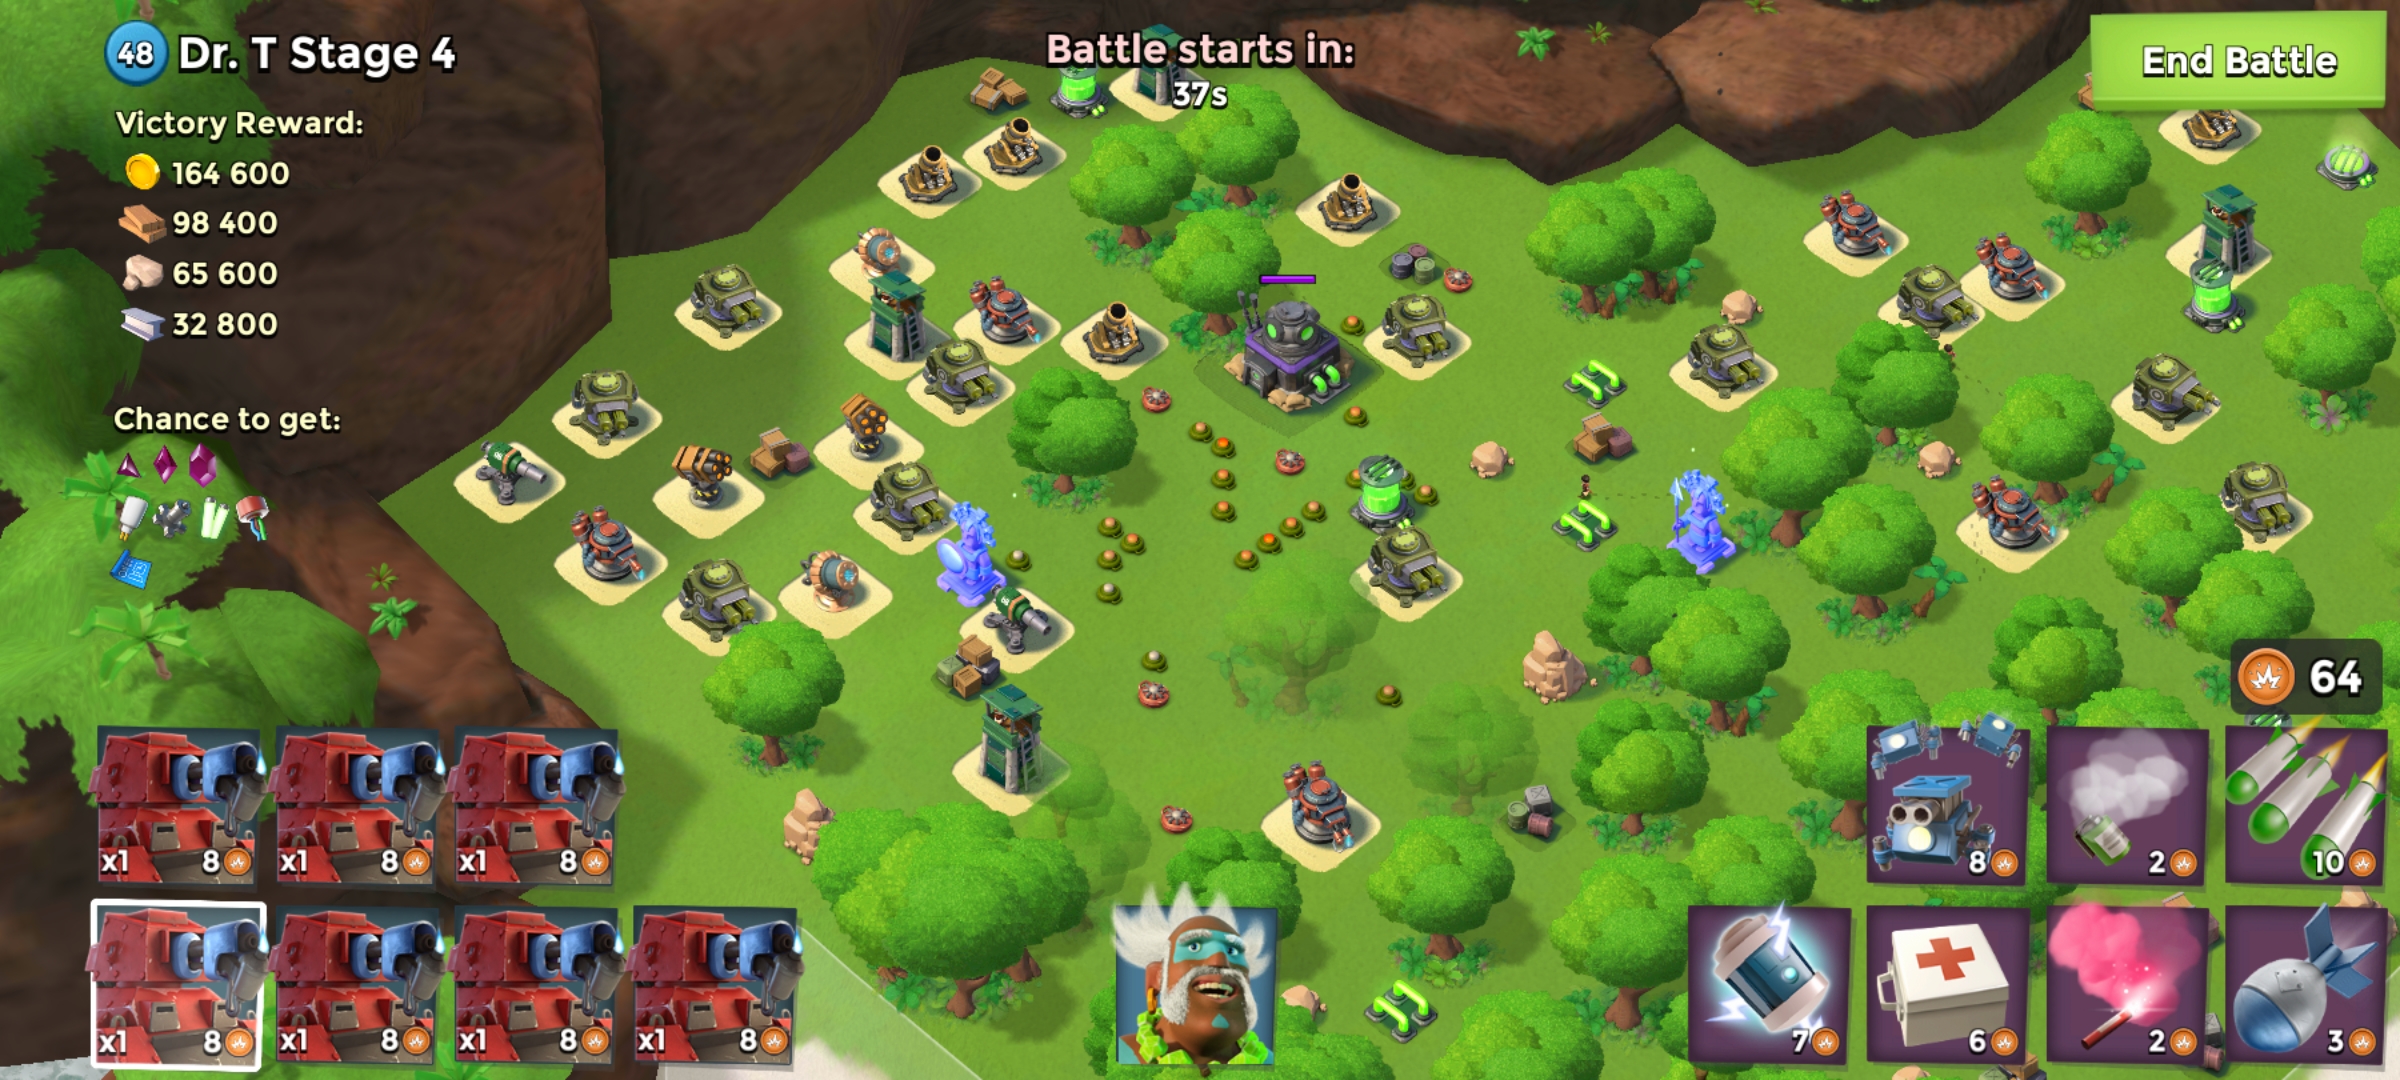 48 Dr. T Stage 4
Battle starts in:
37s
End Battle
Victory Reward:
164 600
98 400
65 600
32 800
Chance to get:
64
x1 8
x1 8
x1 8
8
2
10
x1 8
x1 8
x1 8
x1 8
7
6
2
3